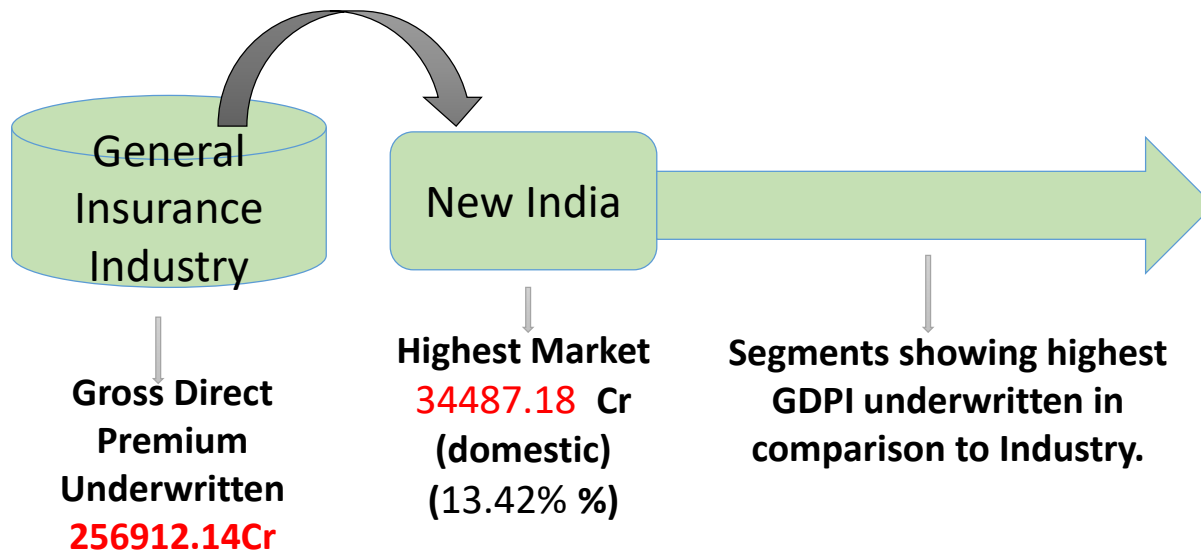 General
Insurance
Industry
New India
Gross Direct
Premium
Underwritten
256912.14Cr
Highest Market
34487.18 Cr
(domestic)
(13.42% %)
Segments showing highest
GDPI underwritten in
comparison to Industry.